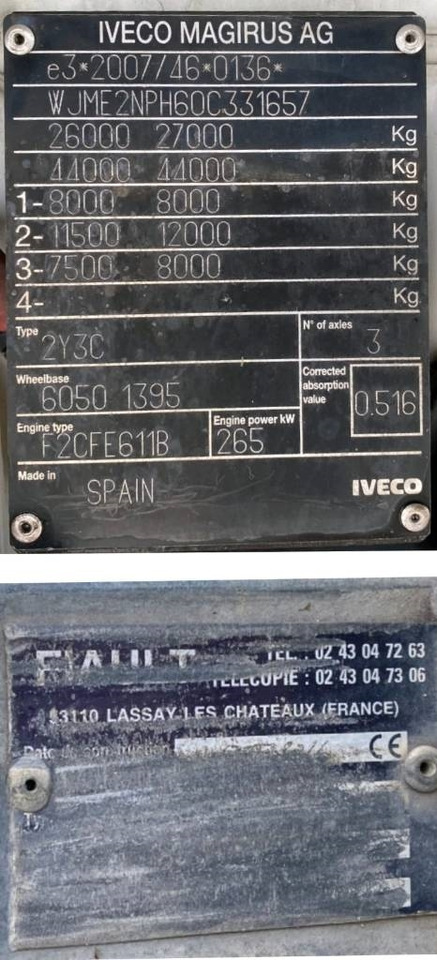 IVECO MAGIRUS AG
e3*2007/46*0136*
WJME2NPH60C331657
26000 27000 Kg
44000 44000 Kg
1- 8000 8000 Kg
2- 11500 12000 Kg
3- 7500 8000 Kg
4- Kg
Type 2Y3C N° of axles 3
Wheelbase 6050 1395 Corrected absorption value 0.516
Engine type F2CFE611B Engine power kW 265
Made in SPAIN IVECO
TEL. : 02 43 04 72 63
TELECOPIE : 02 43 04 73 06
53110 LASSAY-LES CHATEAUX (FRANCE)
Date de construction CE